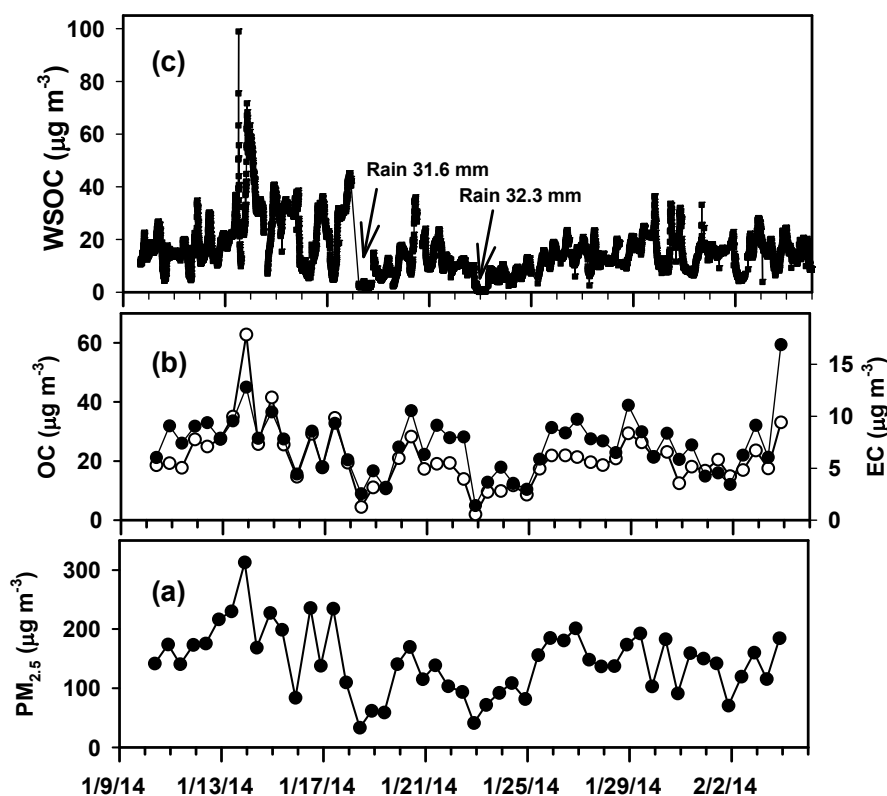 100
80
60
40
20
0
WSOC (μg m-3)
(c)
Rain 31.6 mm
Rain 32.3 mm
60
40
20
0
OC (μg m-3)
(b)
15
10
5
0
EC (μg m-3)
300
200
100
0
PM2.5 (μg m-3)
(a)
1/9/14 1/13/14 1/17/14 1/21/14 1/25/14 1/29/14 2/2/14